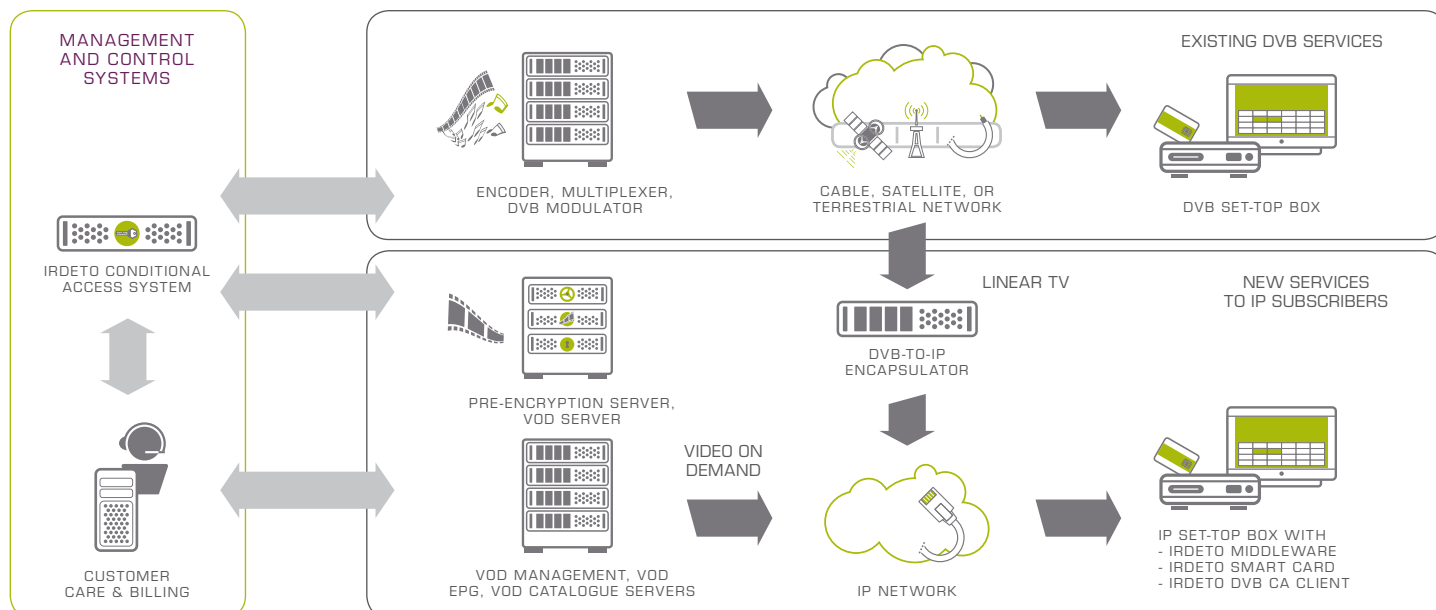 MANAGEMENT
AND CONTROL
SYSTEMS
IRDETO CONDITIONAL
ACCESS SYSTEM
CUSTOMER
CARE & BILLING
EXISTING DVB SERVICES
ENCODER, MULTIPLEXER,
DVB MODULATOR
CABLE, SATELLITE, OR
TERRESTRIAL NETWORK
DVB SET-TOP BOX
LINEAR TV
NEW SERVICES
TO IP SUBSCRIBERS
DVB-TO-IP
ENCAPSULATOR
PRE-ENCRYPTION SERVER,
VOD SERVER
VIDEO ON
DEMAND
VOD MANAGEMENT, VOD
EPG, VOD CATALOGUE SERVERS
IP NETWORK
IP SET-TOP BOX WITH
- IRDETO MIDDLEWARE
- IRDETO SMART CARD
- IRDETO DVB CA CLIENT